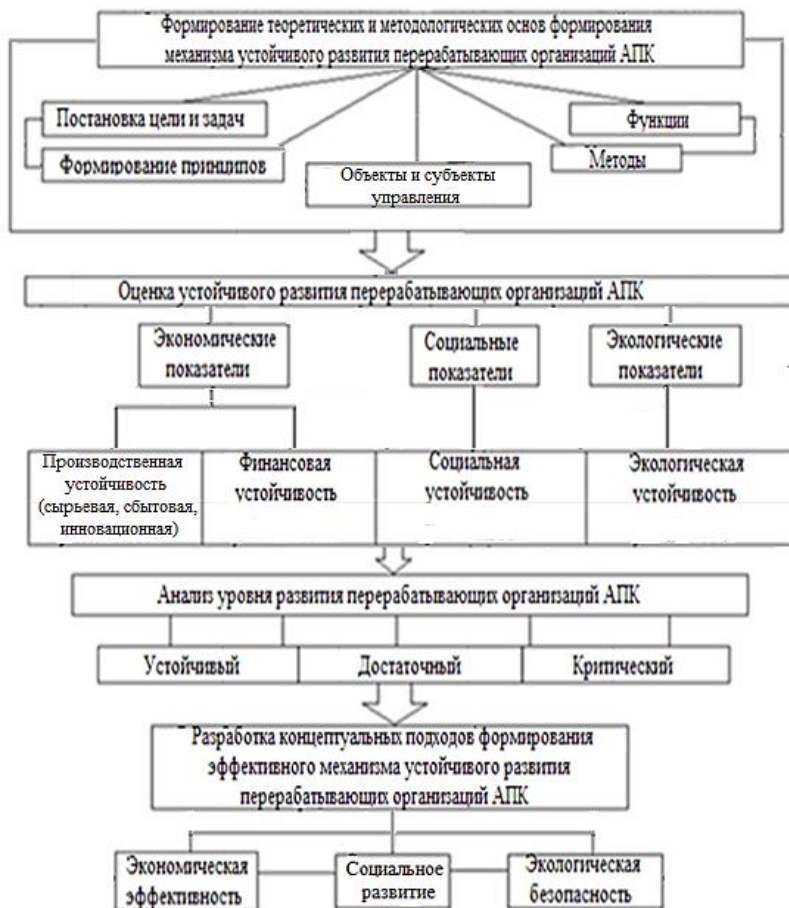 Формирование теоретических и методологических основ формирования
механизма устойчивого развития перерабатывающих организаций АПК
Постановка цели и задач
Функции
Формирование принципов
Методы
Объекты и субъекты
управления
Оценка устойчивого развития перерабатывающих организаций АПК
Экономические
показатели
Социальные
показатели
Экологические
показатели
Производственная
устойчивость
(сырьевая, сбытовая,
инновационная)
Финансовая
устойчивость
Социальная
устойчивость
Экологическая
устойчивость
Анализ уровня развития перерабатывающих организаций АПК
Устойчивый
Достаточный
Критический
Разработка концептуальных подходов формирования
эффективного механизма устойчивого развития
перерабатывающих организаций АПК
Экономическая
эффективность
Социальное
развитие
Экологическая
безопасность